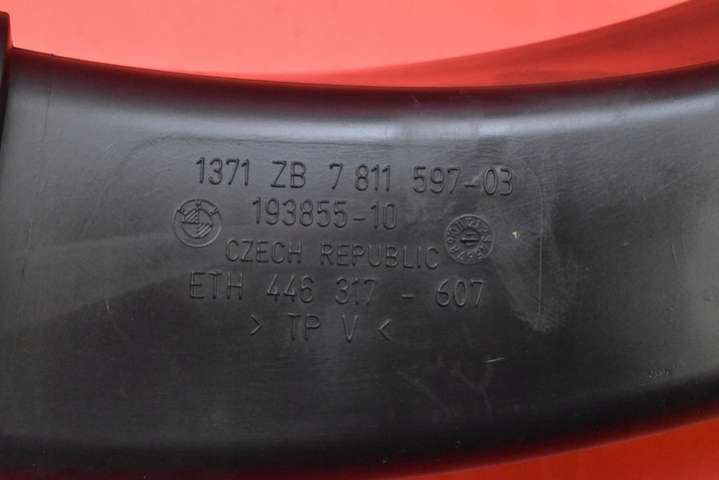 1371 ZB 7 811 597-03
193855-10
CZECH REPUBLIC
ETH 446 317 - 607
> TP V <